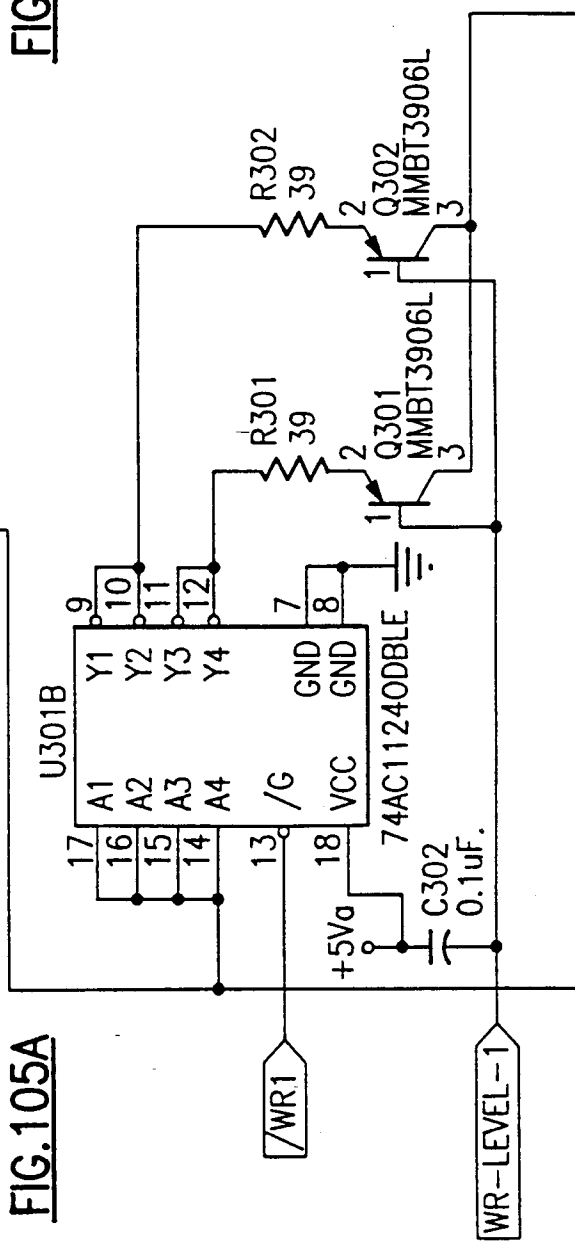 FIG.105A
FIG
U301B
17
16
15
14
13
18
A1
A2
A3
A4
/G
VCC
Y1
Y2
Y3
Y4
GND
GND
9
10
11
12
7
8
74AC11240DBLE
R301
39
R302
39
1
2
3
Q301
MMBT3906L
1
2
3
Q302
MMBT3906L
+5Va
C302
0.1uF.
/WR1
WR-LEVEL-1